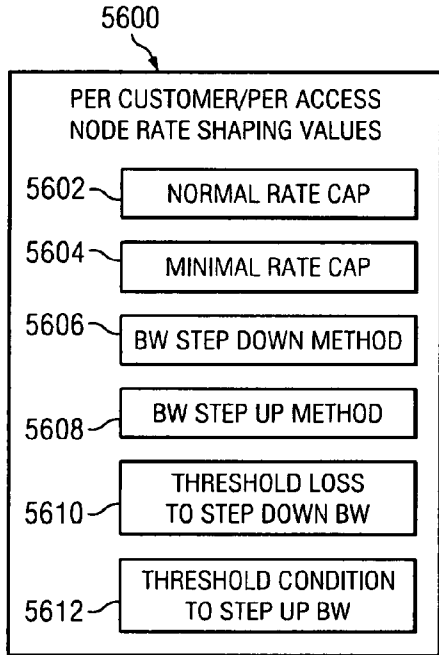 5600
PER CUSTOMER/PER ACCESS
NODE RATE SHAPING VALUES
5602
NORMAL RATE CAP
5604
MINIMAL RATE CAP
5606
BW STEP DOWN METHOD
5608
BW STEP UP METHOD
5610
THRESHOLD LOSS
TO STEP DOWN BW
5612
THRESHOLD CONDITION
TO STEP UP BW